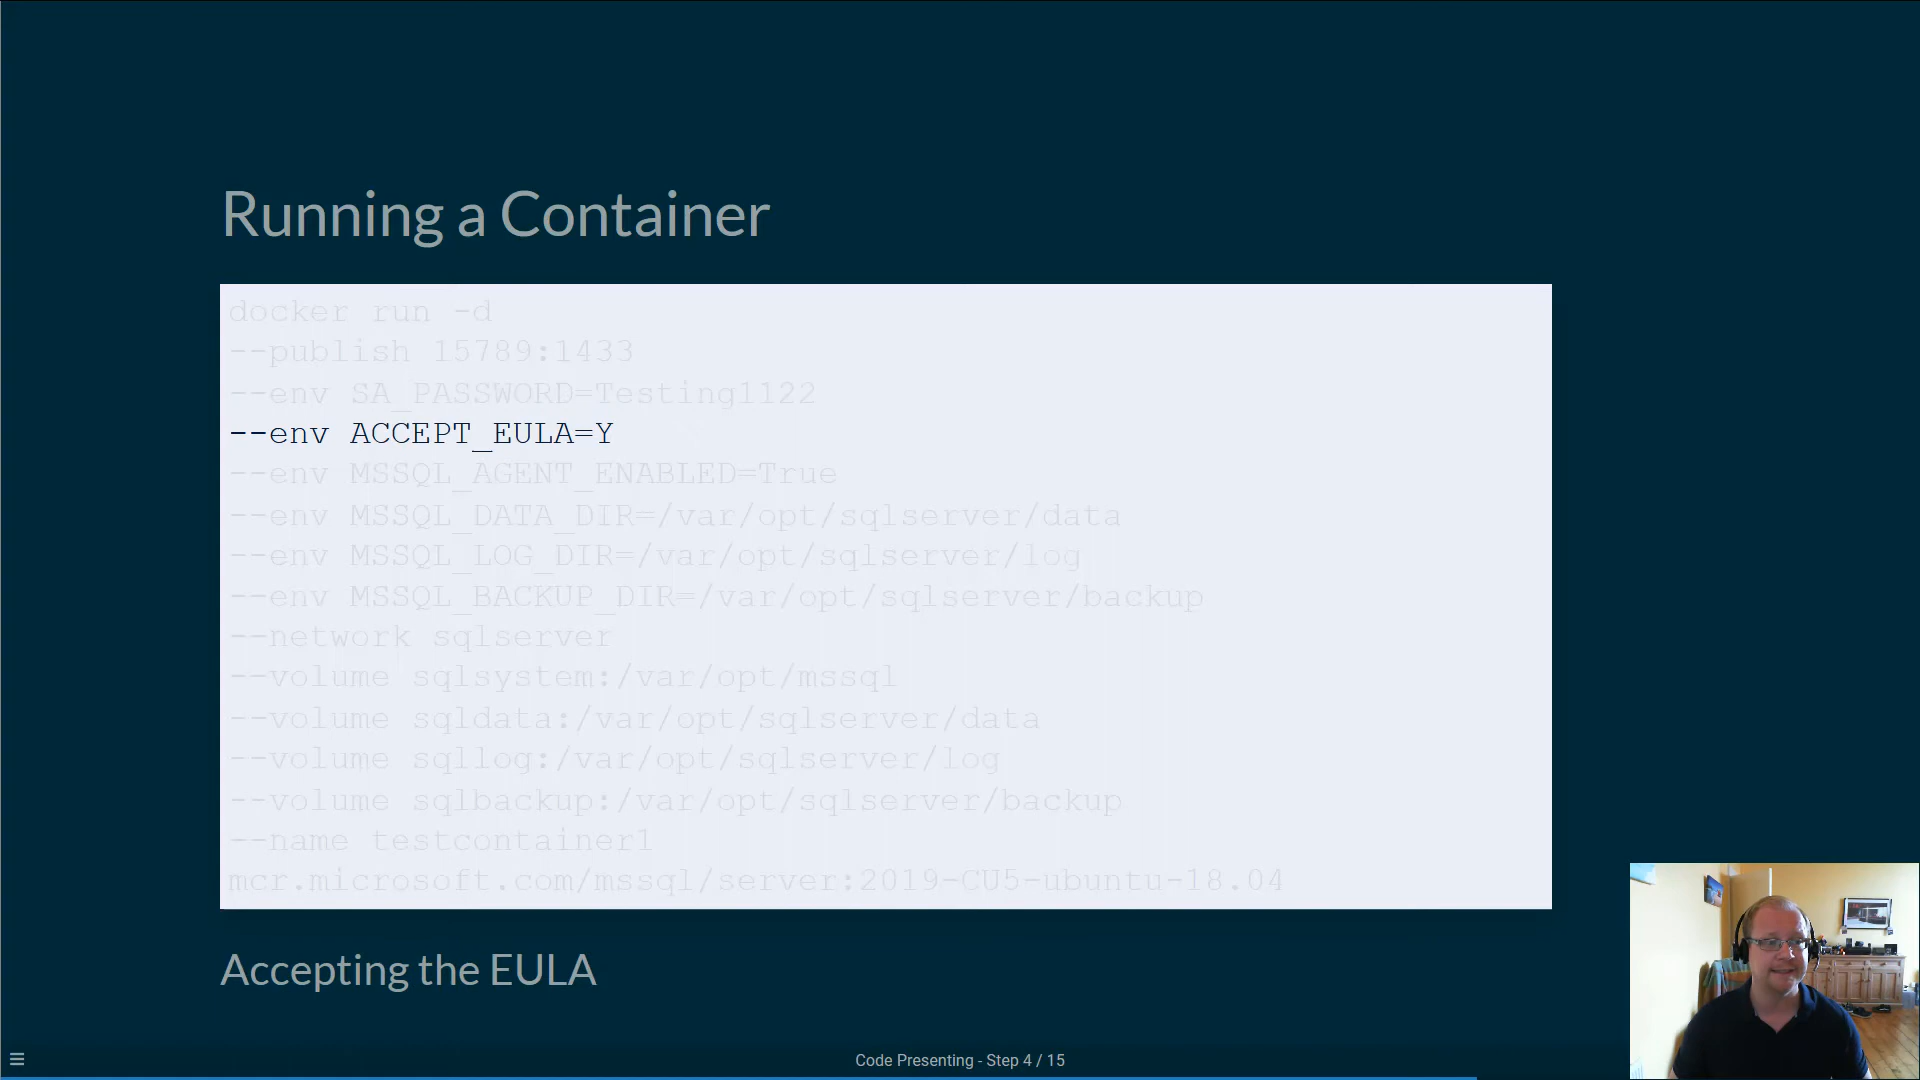 Running a Container
docker run -d
--publish 15789:1433
--env SA_PASSWORD=Testing1122
--env ACCEPT_EULA=Y
--env MSSQL_AGENT_ENABLED=True
--env MSSQL_DATA_DIR=/var/opt/sqlserver/data
--env MSSQL_LOG_DIR=/var/opt/sqlserver/log
--env MSSQL_BACKUP_DIR=/var/opt/sqlserver/backup
--network sqlserver
--volume sqlsystem:/var/opt/mssql
--volume sqldata:/var/opt/sqlserver/data
--volume sqllog:/var/opt/sqlserver/log
--volume sqlbackup:/var/opt/sqlserver/backup
--name testcontainer1
mcr.microsoft.com/mssql/server:2019-CU5-ubuntu-18.04
Accepting the EULA
Code Presenting - Step 4 / 15